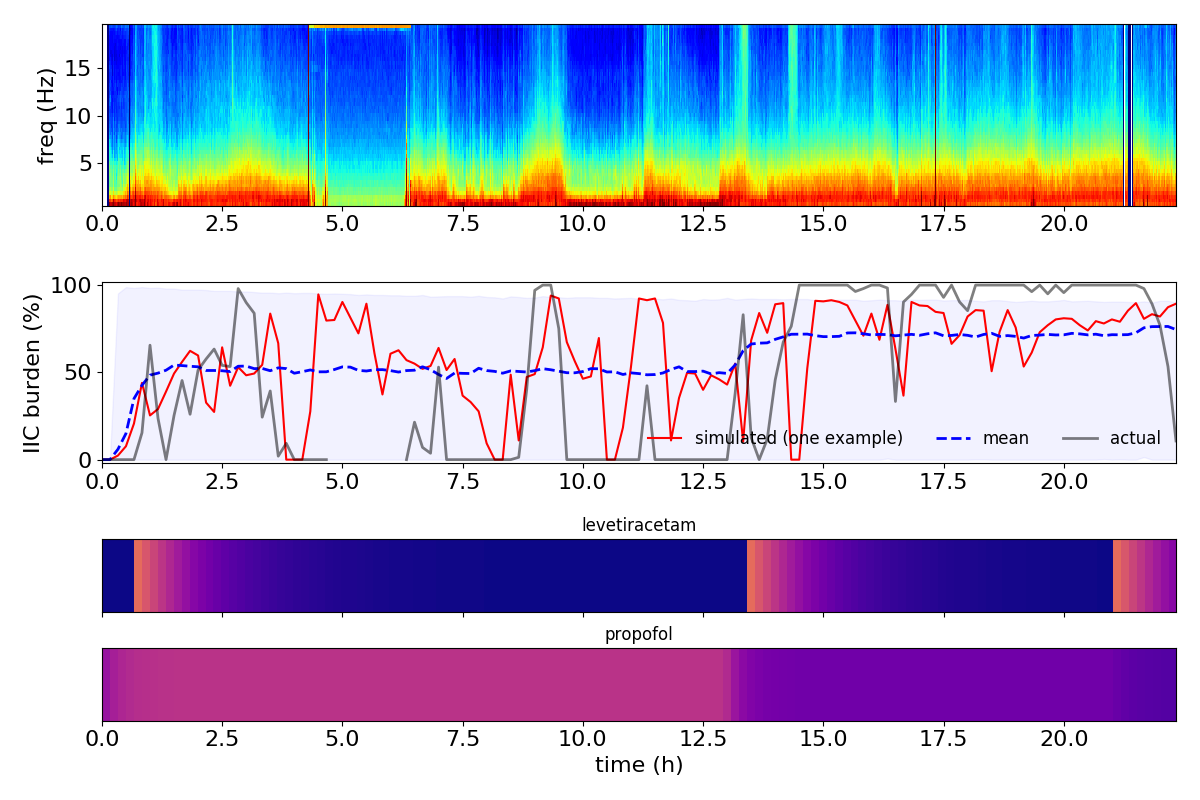 freq (Hz)
15
10
5
0.0 2.5 5.0 7.5 10.0 12.5 15.0 17.5 20.0
IIC burden (%)
100
50
0
simulated (one example) mean actual
0.0 2.5 5.0 7.5 10.0 12.5 15.0 17.5 20.0
levetiracetam
propofol
0.0 2.5 5.0 7.5 10.0 12.5 15.0 17.5 20.0
time (h)